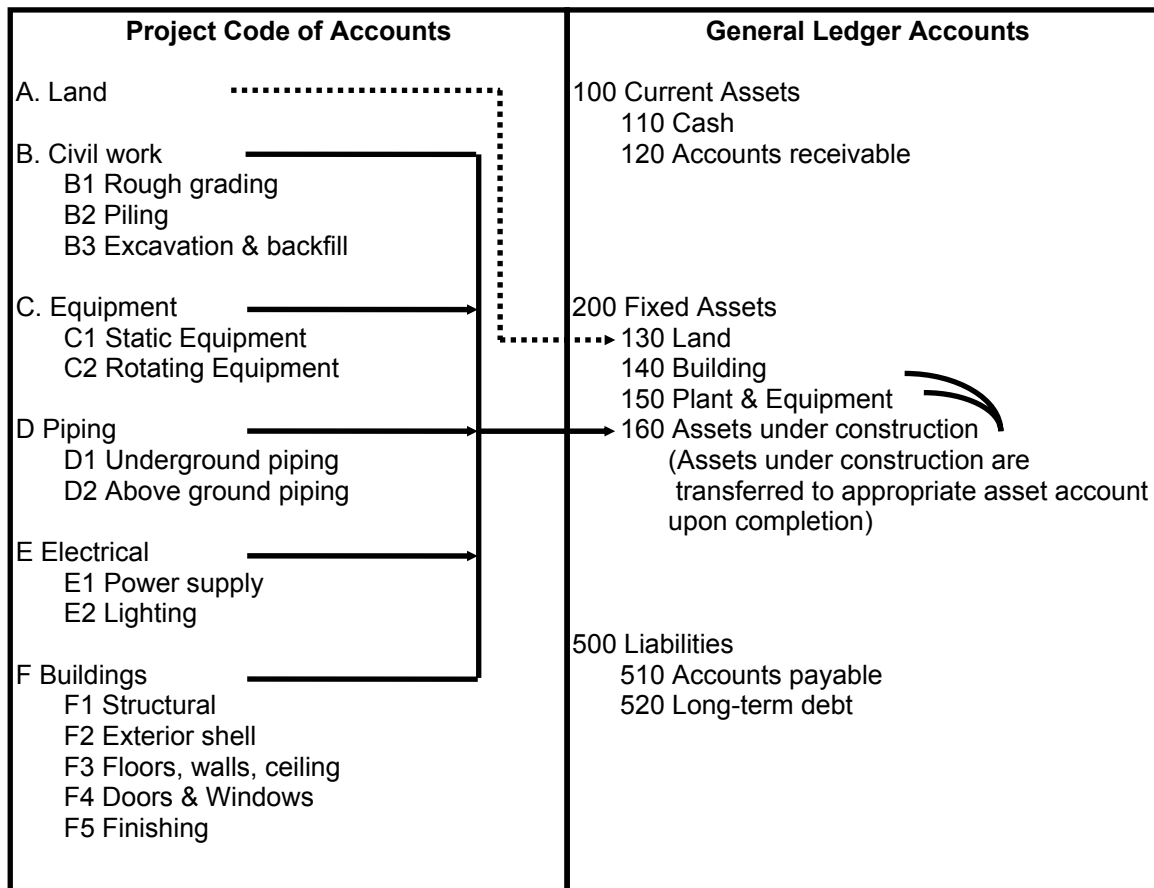 Project Code of Accounts
A. Land
B. Civil work
B1 Rough grading
B2 Piling
B3 Excavation & backfill
C. Equipment
C1 Static Equipment
C2 Rotating Equipment
D Piping
D1 Underground piping
D2 Above ground piping
E Electrical
E1 Power supply
E2 Lighting
F Buildings
F1 Structural
F2 Exterior shell
F3 Floors, walls, ceiling
F4 Doors & Windows
F5 Finishing
General Ledger Accounts
100 Current Assets
110 Cash
120 Accounts receivable
200 Fixed Assets
130 Land
140 Building
150 Plant & Equipment
160 Assets under construction
(Assets under construction are
transferred to appropriate asset account
upon completion)
500 Liabilities
510 Accounts payable
520 Long-term debt